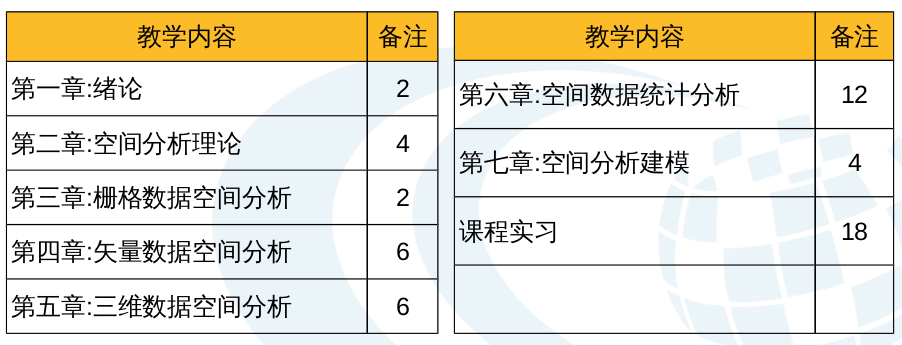 教学内容 备注
第一章:绪论 2
第二章:空间分析理论 4
第三章:栅格数据空间分析 2
第四章:矢量数据空间分析 6
第五章:三维数据空间分析 6
教学内容 备注
第六章:空间数据统计分析 12
第七章:空间分析建模 4
课程实习 18